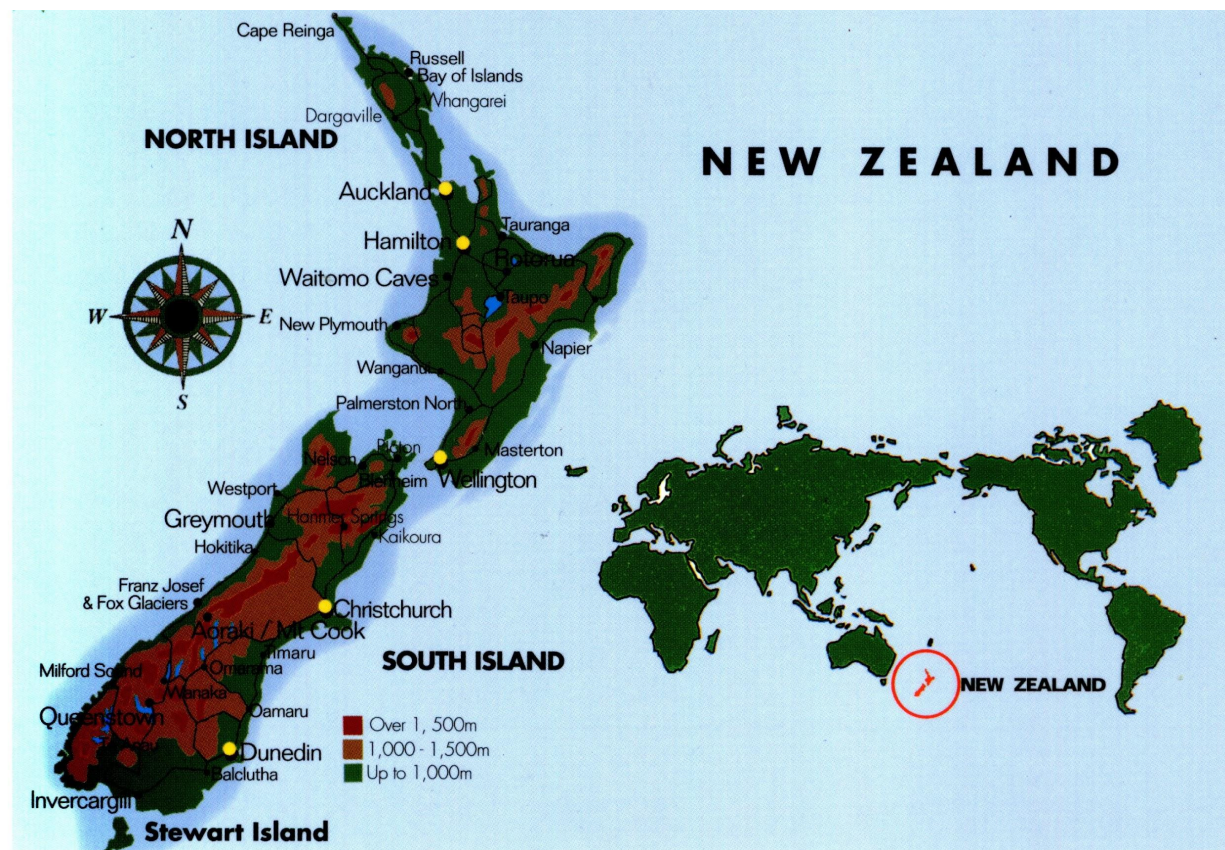 Cape Reinga
Russell
Bay of Islands
Whangarei
Dargaville
NORTH ISLAND
NEW ZEALAND
Auckland
Tauranga
Hamilton
Rotorua
Waitomo Caves
Taupo
New Plymouth
Napier
Wanganui
Palmerston North
Masterton
Wellington
N
W
E
S
Picton
Nelson
Blenheim
Westport
Greymouth
Hanmer Springs
Kaikoura
Hokitika
Franz Josef
& Fox Glaciers
Christchurch
Aoraki / Mt Cook
Timaru
SOUTH ISLAND
Milford Sound
Omarama
Wanaka
Queenstown
Oamaru
Dunedin
Balclutha
Invercargill
Stewart Island
Over 1, 500m
1,000 - 1,500m
Up to 1,000m
NEW ZEALAND